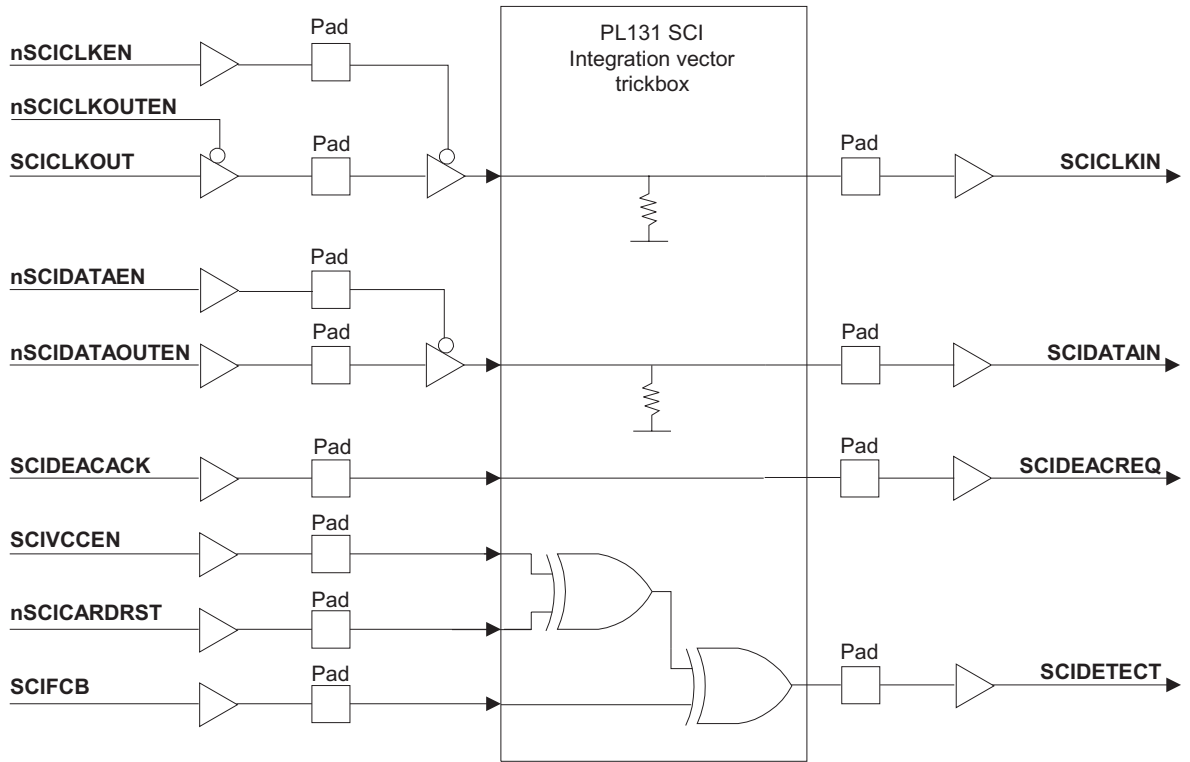 Pad
PL131 SCI
Integration vector
trickbox
nSCICLKEN
nSCICLKOUTEN
SCICLKOUT
Pad
Pad
SCICLKIN
nSCIDATAEN
Pad
nSCIDATAOUTEN
Pad
Pad
SCIDATAIN
SCIDEACACK
Pad
Pad
SCIDEACREQ
SCIVCCEN
Pad
nSCICARDRST
Pad
SCIFCB
Pad
Pad
SCIDETECT